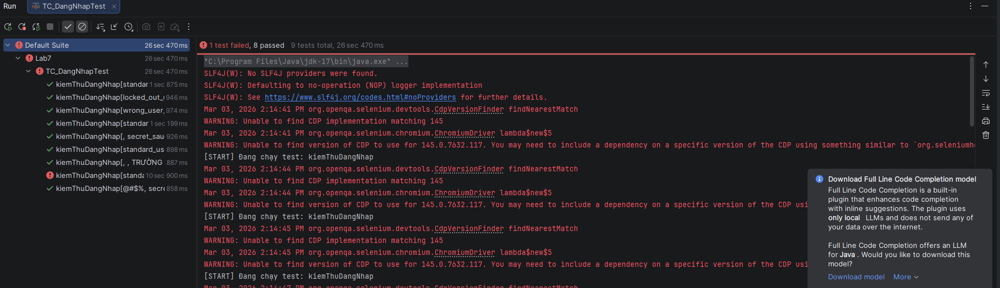 Run
TC_DangNhapTest
Default Suite 26 sec 470 ms
Lab7 26 sec 470 ms
TC_DangNhapTest 26 sec 470 ms
kiemThuDangNhap[standar 1 sec 875 ms
kiemThuDangNhap[locked_out_ 946 ms
kiemThuDangNhap[wrong_user, 974 ms
kiemThuDangNhap[standar 1 sec 199 ms
kiemThuDangNhap[, secret_sau 926 ms
kiemThuDangNhap[standard_us 898 ms
kiemThuDangNhap[, , TRƯỜNG 887 ms
kiemThuDangNhap[standa 10 sec 900 ms
kiemThuDangNhap[@#$%, secre 858 ms
1 test failed, 8 passed 9 tests total, 26 sec 470 ms
"C:\Program Files\Java\jdk-17\bin\java.exe" ...
SLF4J(W): No SLF4J providers were found.
SLF4J(W): Defaulting to no-operation (NOP) logger implementation
SLF4J(W): See https://www.slf4j.org/codes.html#noProviders for further details.
Mar 03, 2026 2:14:41 PM org.openqa.selenium.devtools.CdpVersionFinder findNearestMatch
WARNING: Unable to find CDP implementation matching 145
Mar 03, 2026 2:14:41 PM org.openqa.selenium.chromium.ChromiumDriver lambda$new$5
WARNING: Unable to find version of CDP to use for 145.0.7632.117. You may need to include a dependency on a specific version of the CDP using something similar to `org.seleniumh
[START] Đang chạy test: kiemThuDangNhap
Mar 03, 2026 2:14:44 PM org.openqa.selenium.devtools.CdpVersionFinder findNearestMatch
WARNING: Unable to find CDP implementation matching 145
Mar 03, 2026 2:14:44 PM org.openqa.selenium.chromium.ChromiumDriver lambda$new$5
WARNING: Unable to find version of CDP to use for 145.0.7632.117. You may need to include a dependency on a specific version of the CDP usi
[START] Đang chạy test: kiemThuDangNhap
Mar 03, 2026 2:14:45 PM org.openqa.selenium.devtools.CdpVersionFinder findNearestMatch
WARNING: Unable to find CDP implementation matching 145
Mar 03, 2026 2:14:45 PM org.openqa.selenium.chromium.ChromiumDriver lambda$new$5
WARNING: Unable to find version of CDP to use for 145.0.7632.117. You may need to include a dependency on a specific version of the CDP usi
[START] Đang chạy test: kiemThuDangNhap
Mar 03, 2026 2:14:47 PM org.openqa.selenium.devtools.CdpVersionFinder findNearestMatch
Download Full Line Code Completion model
Full Line Code Completion is a built-in
plugin that enhances code completion
with inline suggestions. The plugin uses
only local LLMs and does not send any of
your data over the internet.
Full Line Code Completion offers an LLM
for Java . Would you like to download this
model?
Download model More